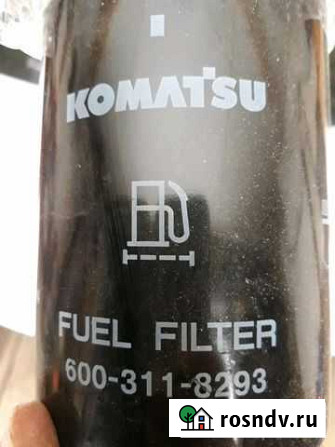 KOMATSU
FUEL FILTER
600-311-8293
rosndv.ru